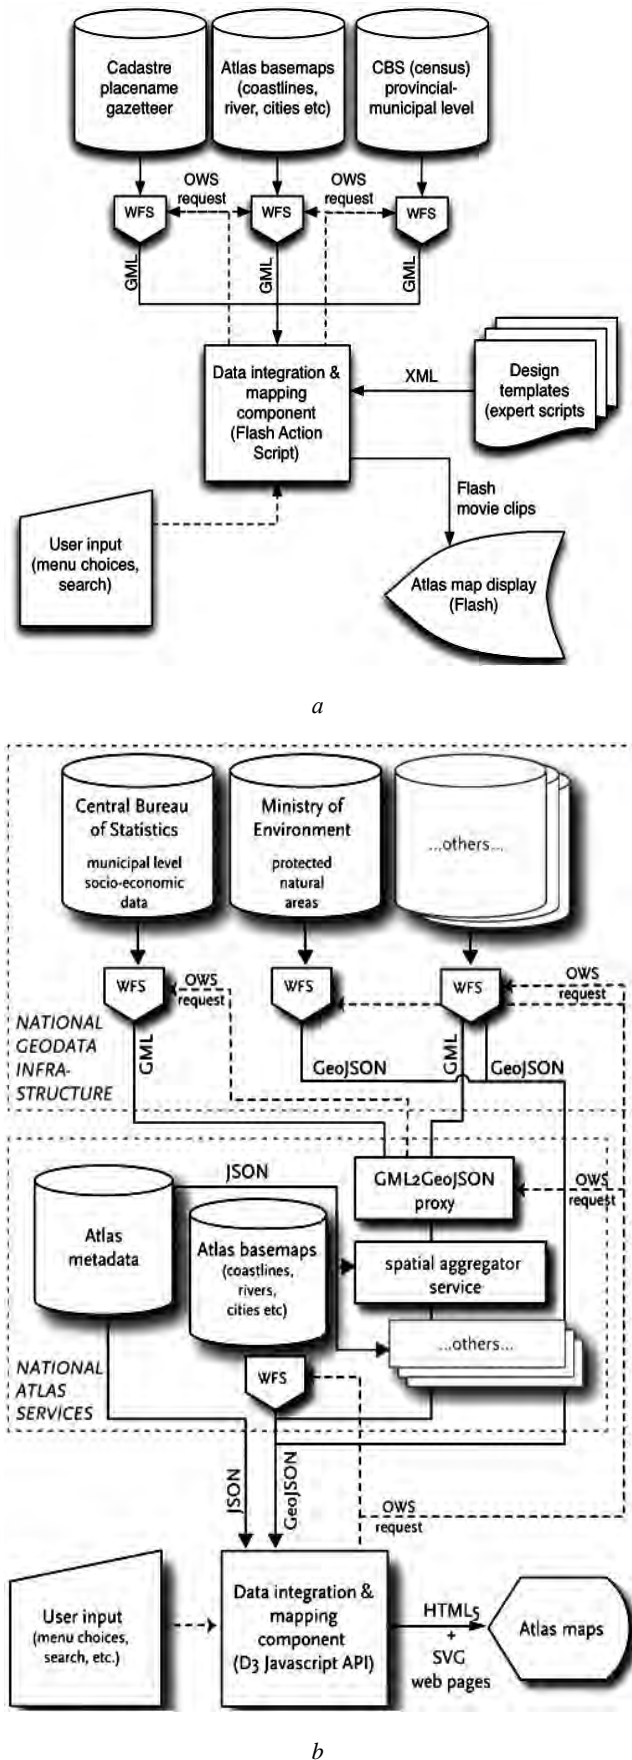 Cadastre
placename
gazetteer
Atlas basemaps
(coastlines,
river, cities etc)
CBS (census)
provincial-
municipal level
OWS
request
OWS
request
WFS
WFS
WFS
GML
GML
GML
Data integration &
mapping
component
(Flash Action
Script)
XML
Design
templates
(expert scripts
Flash
movie clips
User input
(menu choices,
search)
Atlas map display
(Flash)
a
Central Bureau
of Statistics
municipal level
socio-economic
data
Ministry of
Environment
protected
natural
areas
...others...
WFS
OWS
request
WFS
WFS
OWS
request
NATIONAL
GEODATA
INFRA-
STRUCTURE
GML
GeoJSON
GML
GeoJSON
JSON
GML2GeoJSON
proxy
OWS
request
Atlas
metadata
Atlas basemaps
(coastlines,
rivers,
cities etc)
spatial aggregator
service
...others...
NATIONAL
ATLAS
SERVICES
WFS
JSON
GeoJSON
OWS
request
User input
(menu choices,
search, etc.)
Data integration &
mapping
component
(D3 Javascript API)
HTML5
+
SVG
web pages
Atlas maps
b